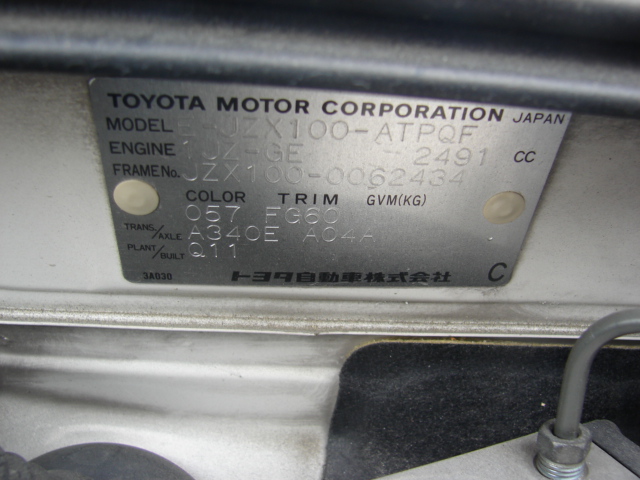 TOYOTA MOTOR CORPORATION JAPAN
MODEL E-JZX100-ATPQF
ENGINE 1JZ-GE - 2491 CC
FRAME No. JZX100-0062434
COLOR TRIM GVM(KG)
057 FG60
TRANS./AXLE A340E A04A
PLANT/BUILT Q11
3A030 トヨタ自動車株式会社 C